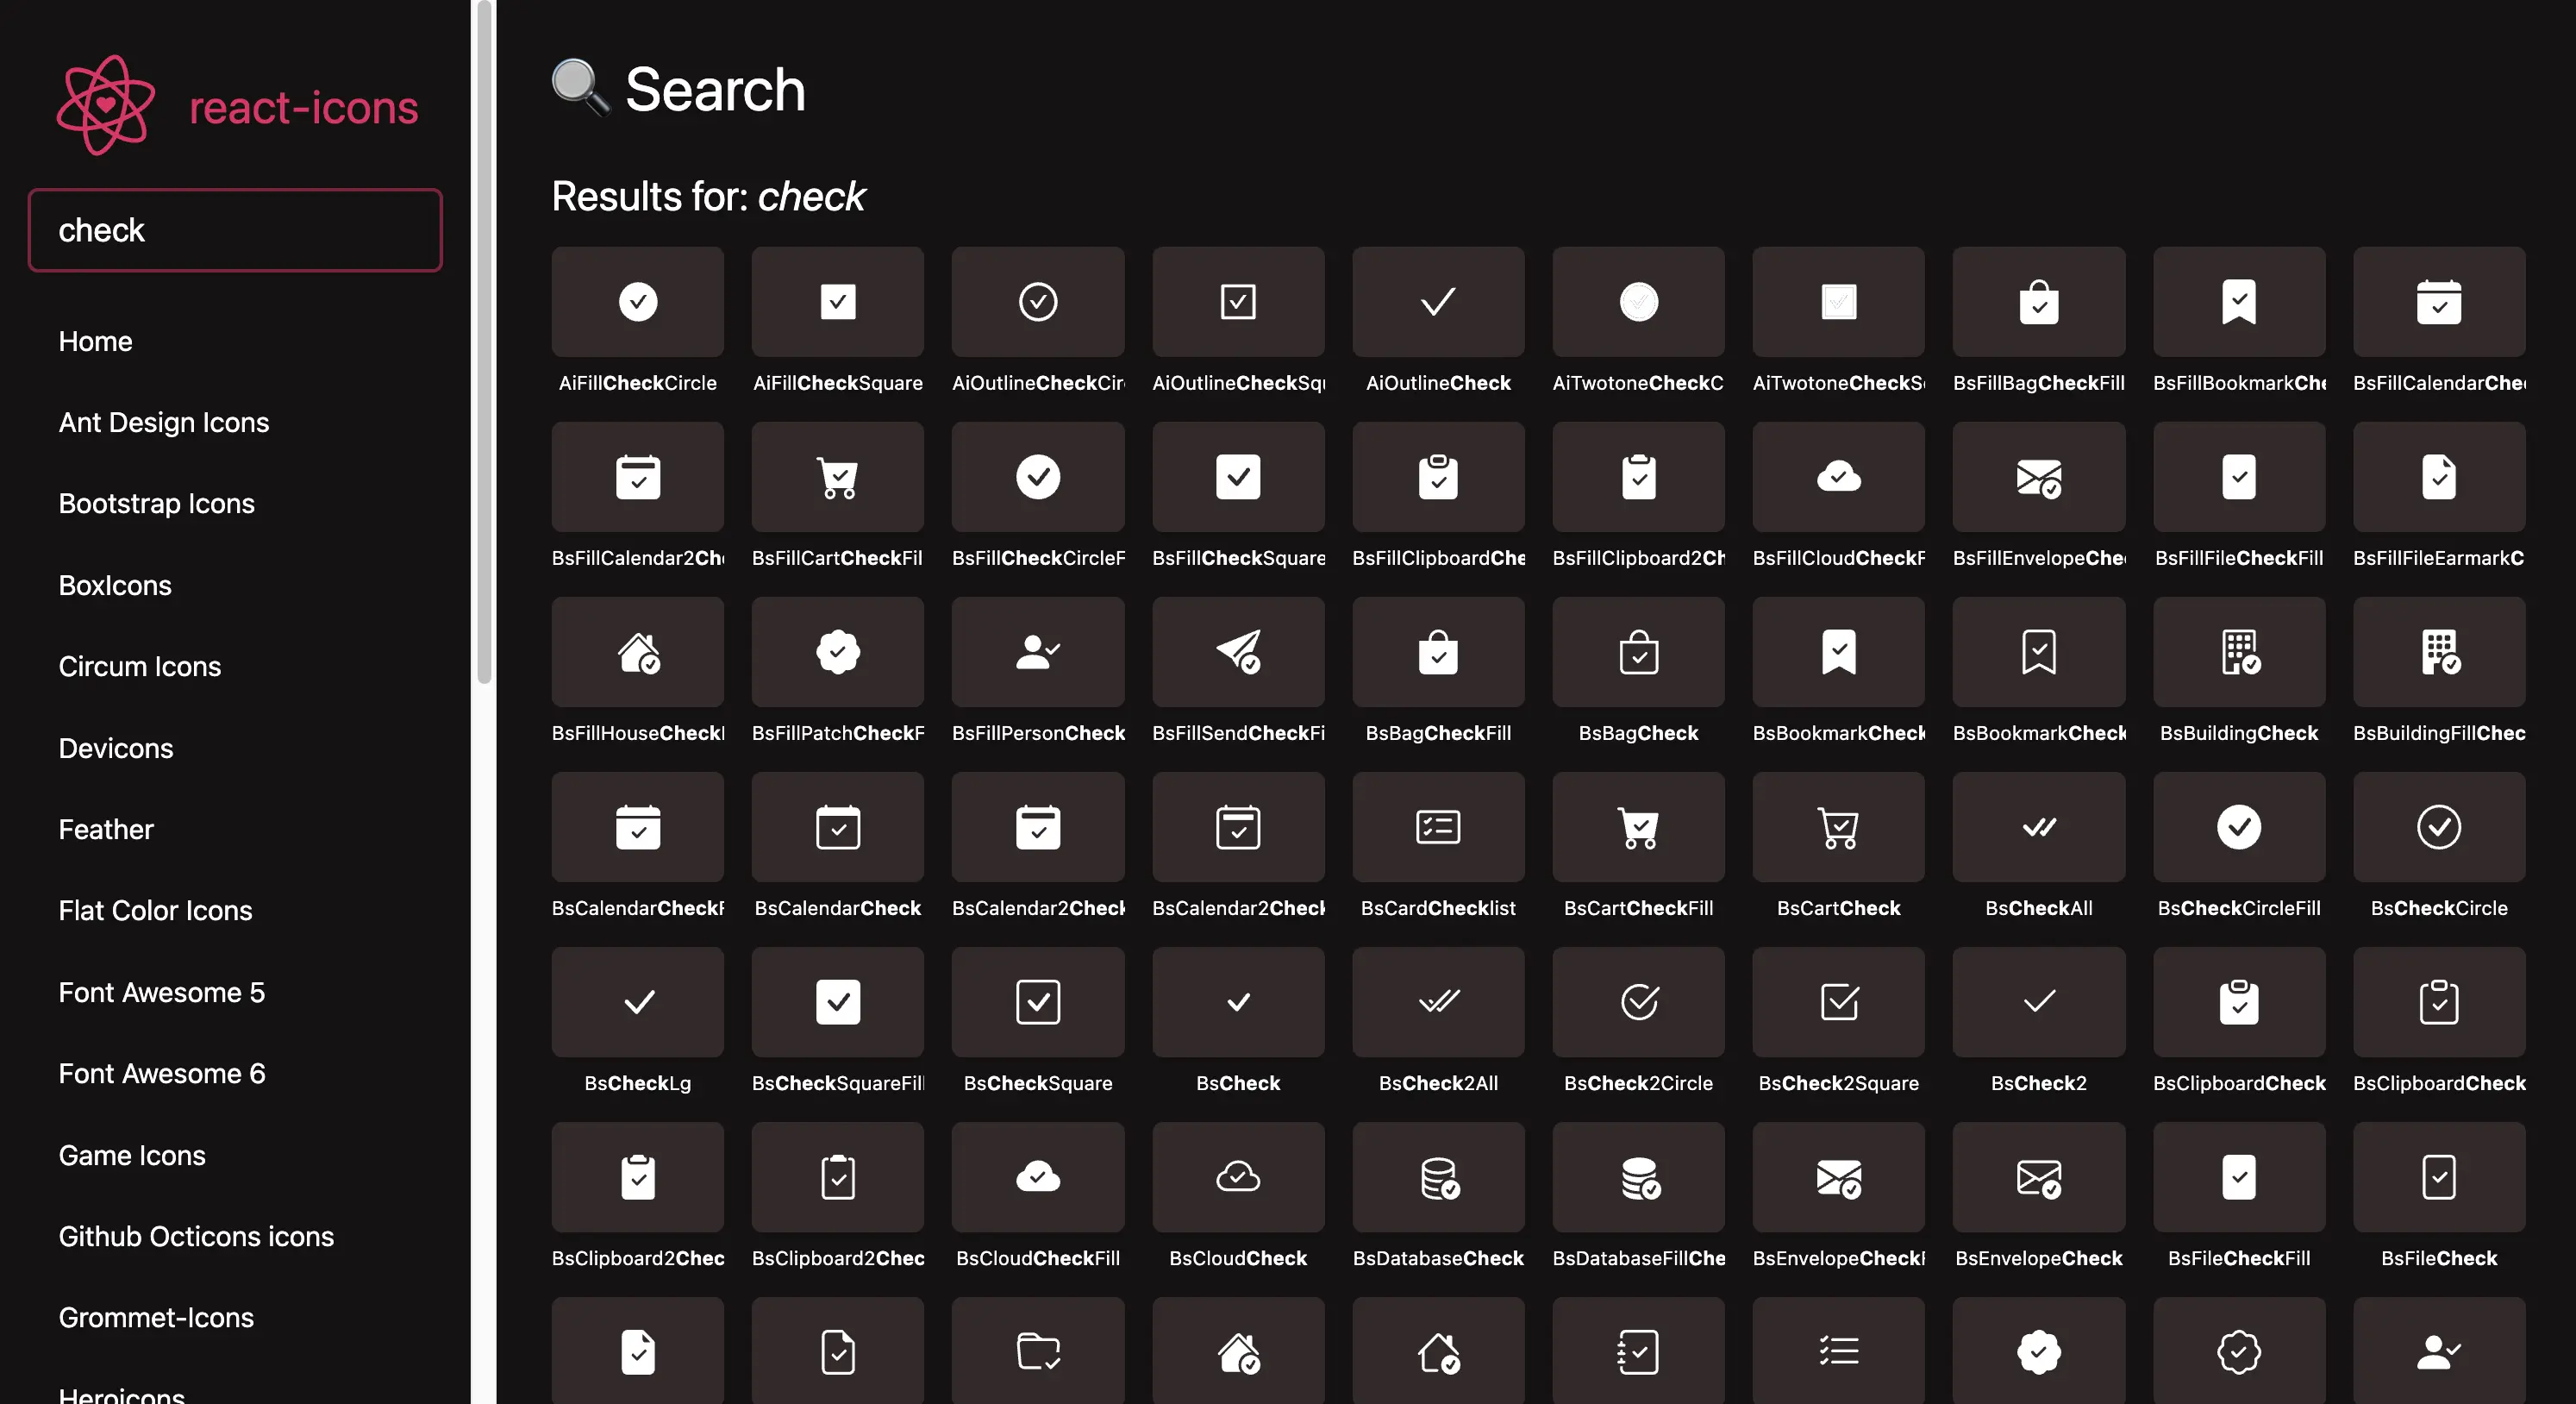 react-icons
check
Home
Ant Design Icons
Bootstrap Icons
BoxIcons
Circum Icons
Devicons
Feather
Flat Color Icons
Font Awesome 5
Font Awesome 6
Game Icons
Github Octicons icons
Grommet-Icons
Heroicons
Search
Results for: check
AiFillCheckCircle AiFillCheckSquare AiOutlineCheckCir AiOutlineCheckSqu AiOutlineCheck AiTwotoneCheckC AiTwotoneCheckS BsFillBagCheckFill BsFillBookmarkChe BsFillCalendarChe
BsFillCalendar2Ch BsFillCartCheckFil BsFillCheckCircleF BsFillCheckSquare BsFillClipboardChe BsFillClipboard2Ch BsFillCloudCheckF BsFillEnvelopeChe BsFillFileCheckFill BsFillFileEarmarkC
BsFillHouseCheck BsFillPatchCheckF BsFillPersonCheck BsFillSendCheckFi BsBagCheckFill BsBagCheck BsBookmarkCheck BsBookmarkCheck BsBuildingCheck BsBuildingFillChec
BsCalendarCheckF BsCalendarCheck BsCalendar2Check BsCalendar2Check BsCardChecklist BsCartCheckFill BsCartCheck BsCheckAll BsCheckCircleFill BsCheckCircle
BsCheckLg BsCheckSquareFill BsCheckSquare BsCheck BsCheck2All BsCheck2Circle BsCheck2Square BsCheck2 BsClipboardCheck BsClipboardCheck
BsClipboard2Chec BsClipboard2Chec BsCloudCheckFill BsCloudCheck BsDatabaseCheck BsDatabaseFillChe BsEnvelopeCheckF BsEnvelopeCheck BsFileCheckFill BsFileCheck